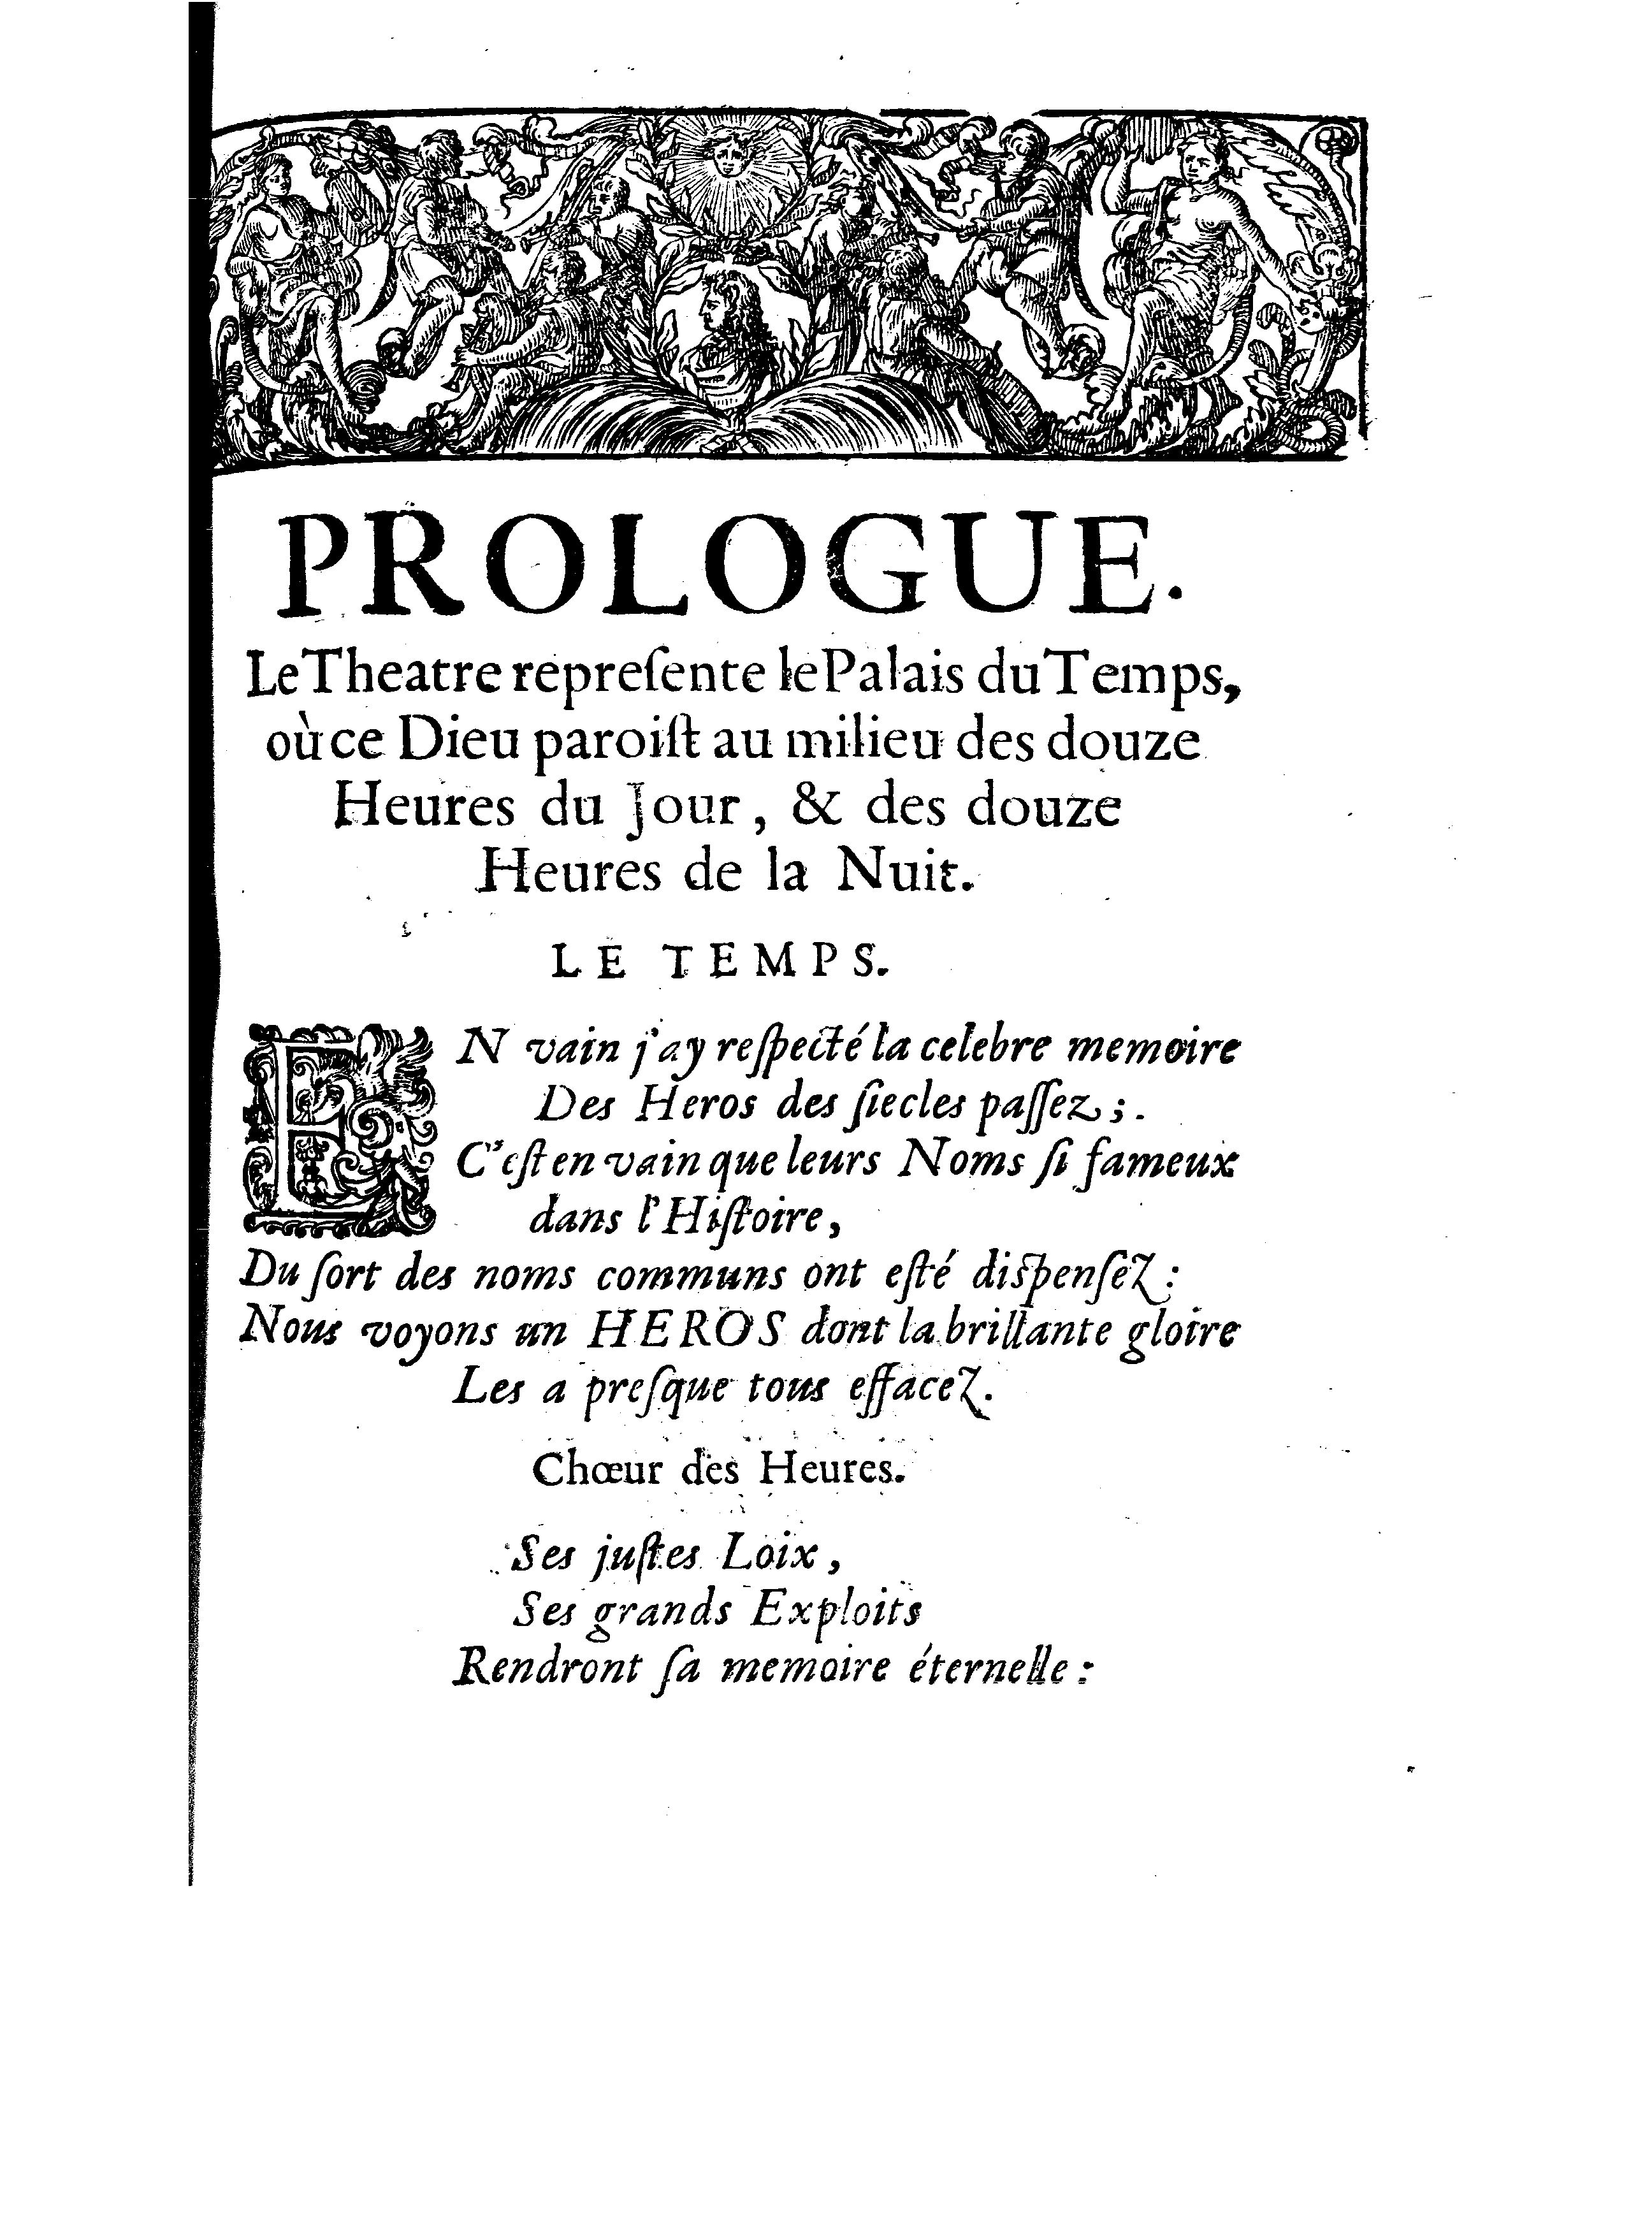 PROLOGUE.
Le Theatre repreſente le Palais du Temps,
où ce Dieu paroiſt au milieu des douze
Heures du Jour, & des douze
Heures de la Nuit.
LE TEMPS.
EN vain j'ay reſpecté la celebre memoire
Des Heros des ſiecles paſſez;
C'eſt en vain que leurs Noms ſi fameux
dans l'Hiſtoire,
Du ſort des noms communs ont eſté diſpenſez:
Nous voyons un HEROS dont la brillante gloire
Les a preſque tous effacez.
Chœur des Heures.
Ses juſtes Loix,
Ses grands Exploits
Rendront ſa memoire éternelle: